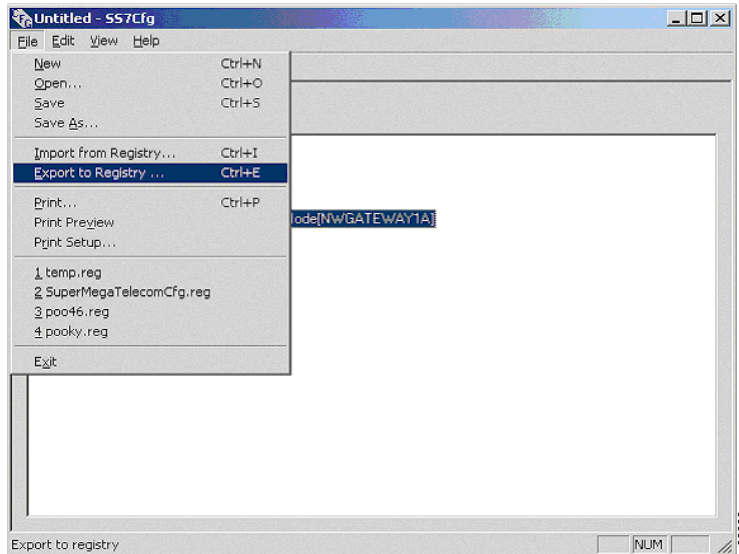 Untitled - SS7Cfg
File Edit View Help
New Ctrl+N
Open... Ctrl+O
Save Ctrl+S
Save As...
Import from Registry... Ctrl+I
Export to Registry ... Ctrl+E
Print... Ctrl+P
Print Preview
Print Setup...
lode[NWGATEWAY1A]
1 temp.reg
2 SuperMegaTelecomCfg.reg
3 poo46.reg
4 pooky.reg
Exit
Export to registry NUM